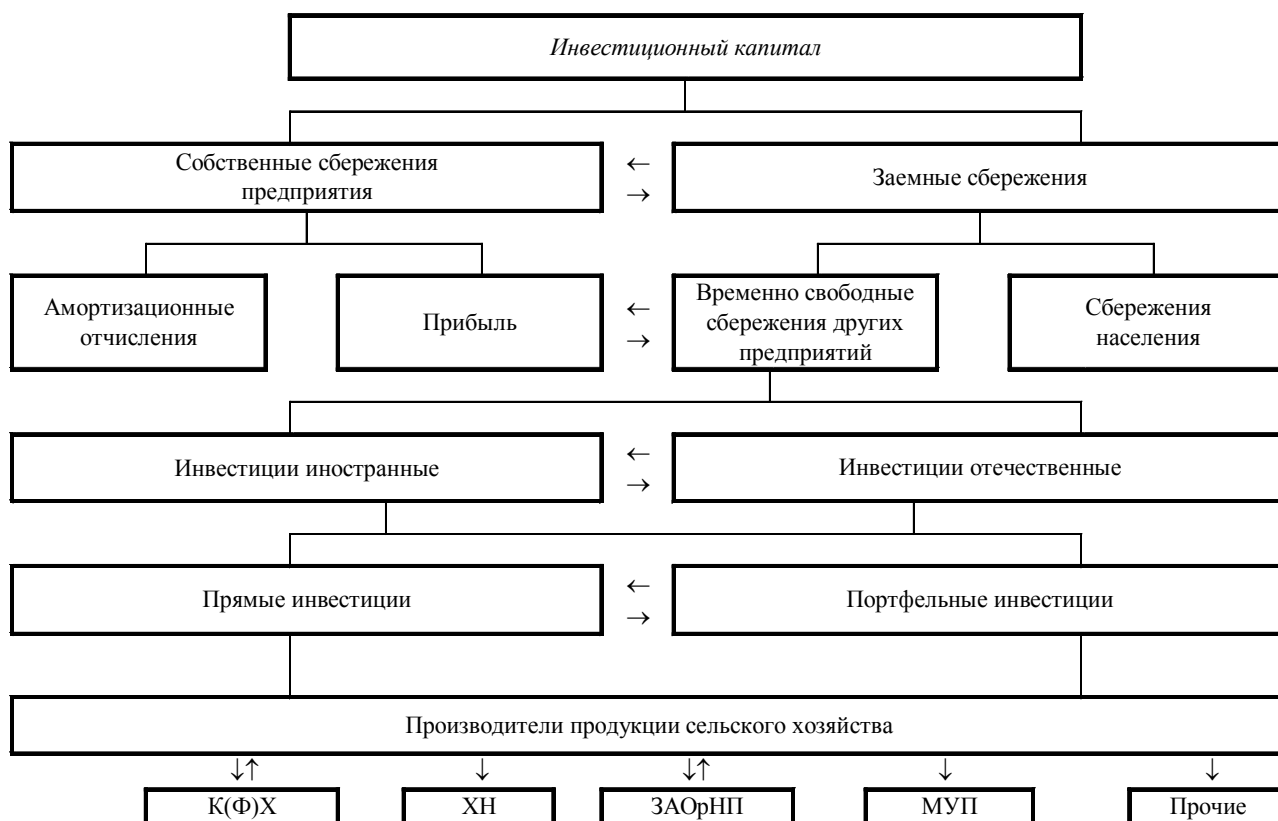 Инвестиционный капитал
Собственные сбережения
предприятия
←
→
Заемные сбережения
Амортизационные
отчисления
Прибыль
←
→
Временно свободные
сбережения других
предприятий
Сбережения
населения
Инвестиции иностранные
←
→
Инвестиции отечественные
Прямые инвестиции
←
→
Портфельные инвестиции
Производители продукции сельского хозяйства
↓↑ ↓ ↓↑ ↓ ↓
К(Ф)Х
ХН
ЗАОрНП
МУП
Прочие